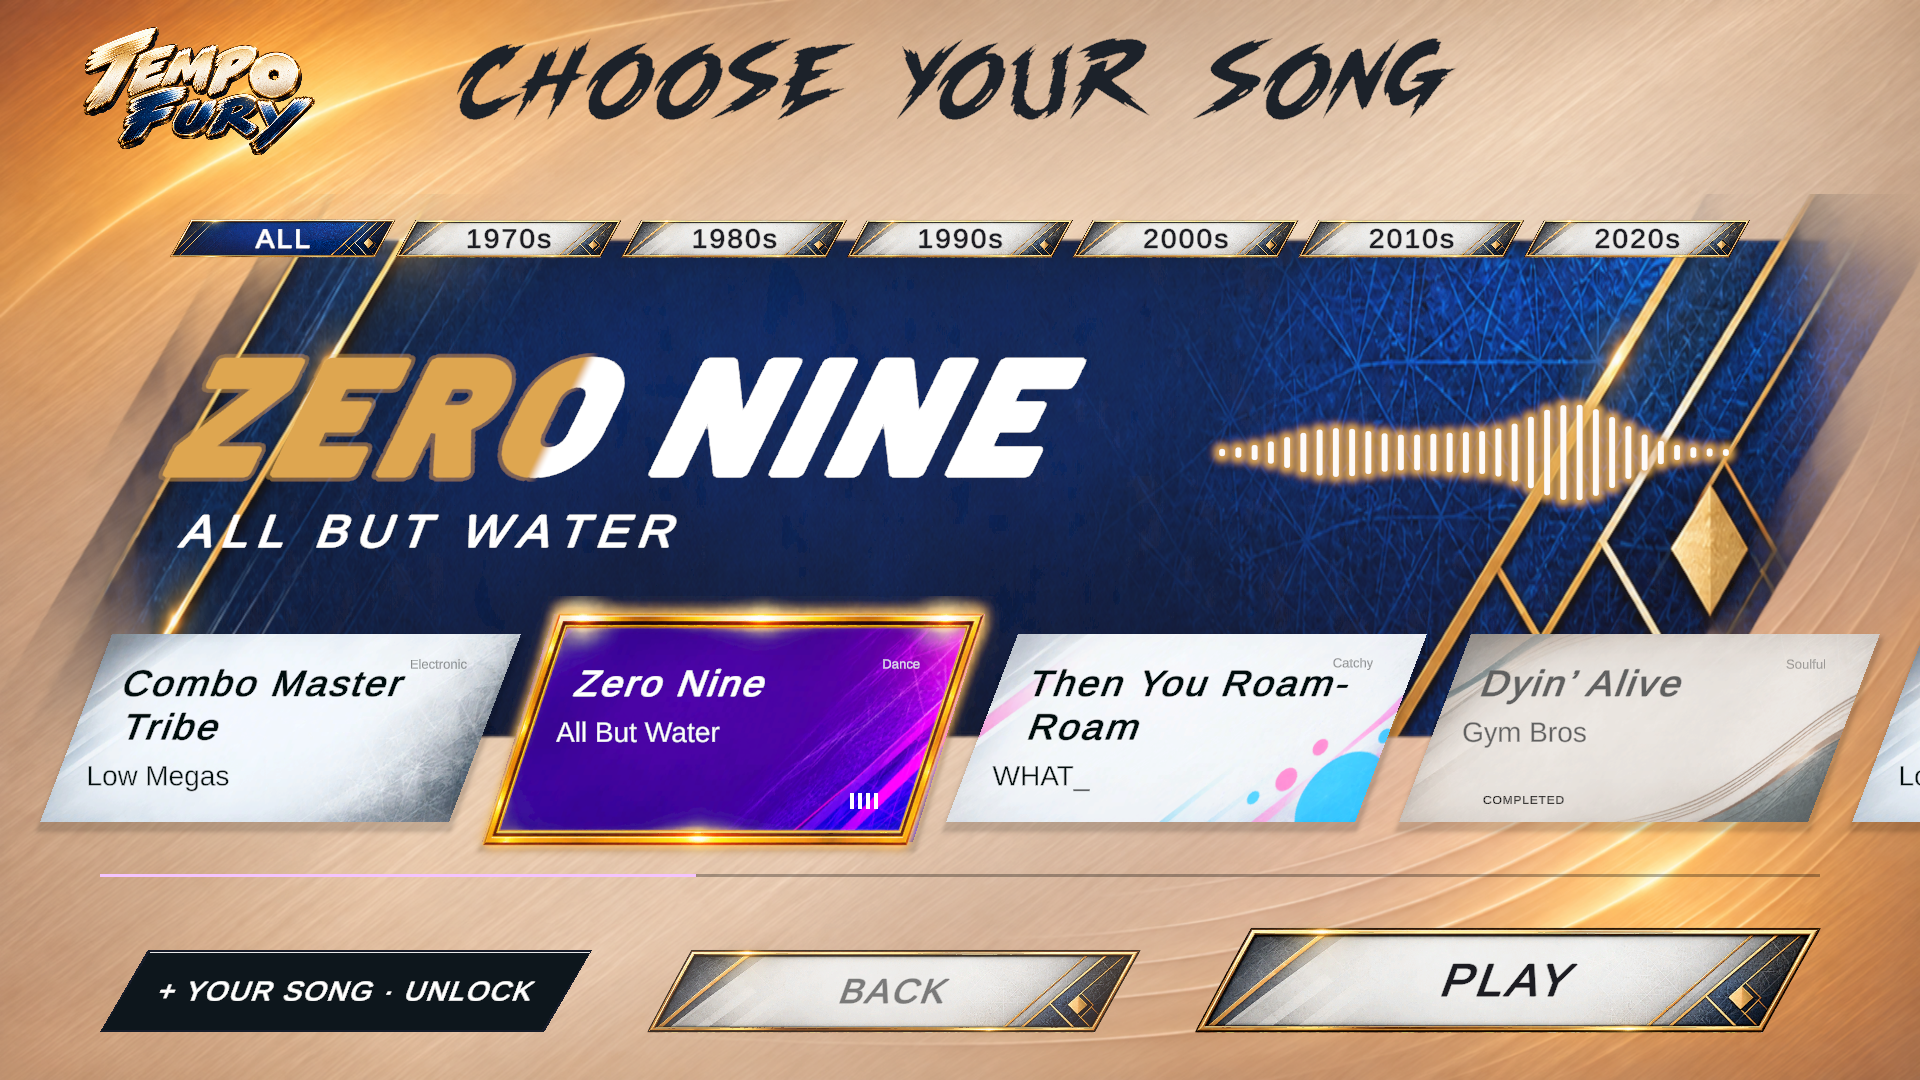 TEMPO
FURY
CHOOSE YOUR SONG
ALL
1970s
1980s
1990s
2000s
2010s
2020s
ZERO NINE
ALL BUT WATER
Electronic
Combo Master
Tribe
Low Megas
Dance
Zero Nine
All But Water
Catchy
Then You Roam-
Roam
WHAT_
Soulful
Dyin’ Alive
Gym Bros
COMPLETED
+ YOUR SONG · UNLOCK
BACK
PLAY